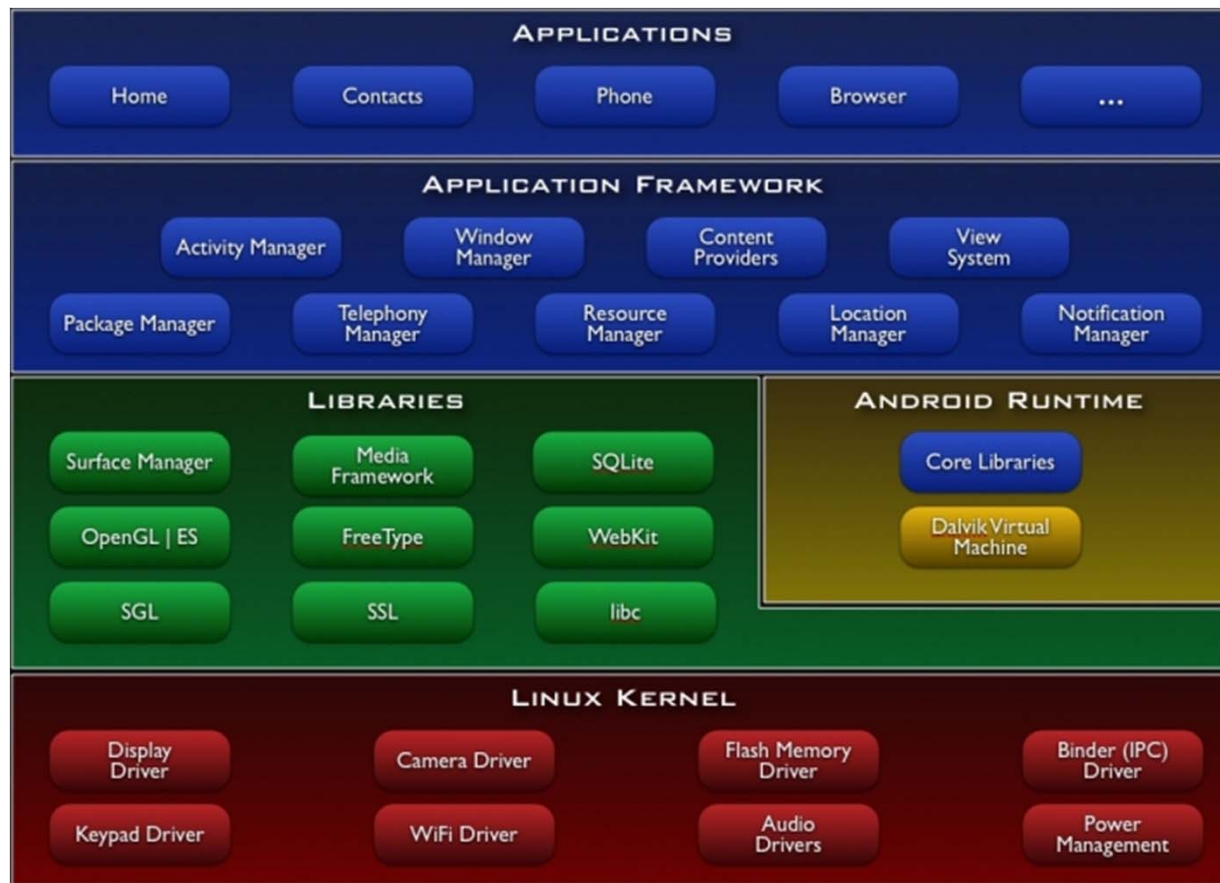 APPLICATIONS
Home
Contacts
Phone
Browser
...
APPLICATION FRAMEWORK
Activity Manager
Window
Manager
Content
Providers
View
System
Package Manager
Telephony
Manager
Resource
Manager
Location
Manager
Notification
Manager
LIBRARIES
Surface Manager
Media
Framework
SQLite
OpenGL | ES
FreeType
WebKit
SGL
SSL
libc
ANDROID RUNTIME
Core Libraries
Dalvik Virtual
Machine
LINUX KERNEL
Display
Driver
Camera Driver
Flash Memory
Driver
Binder (IPC)
Driver
Keypad Driver
WiFi Driver
Audio
Drivers
Power
Management